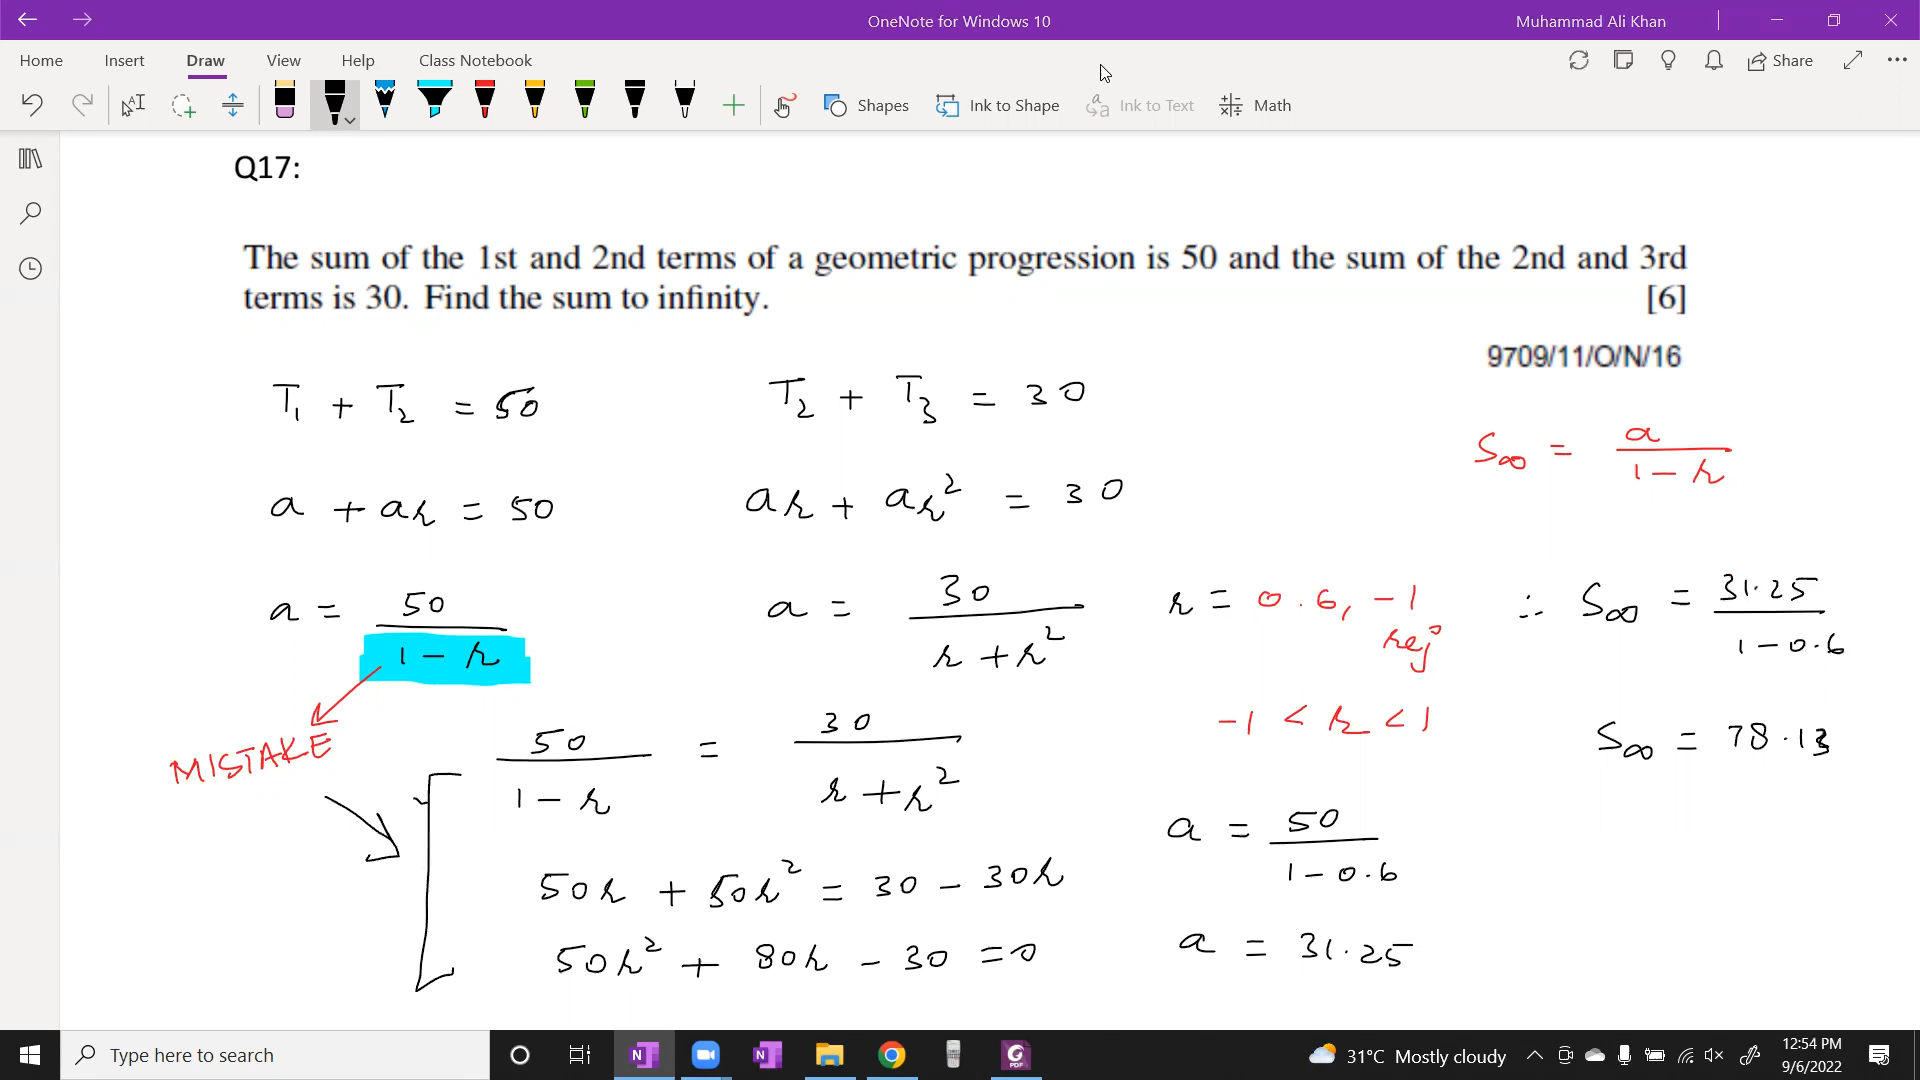 OneNote for Windows 10
Muhammad Ali Khan
Home Insert Draw View Help Class Notebook Share
Shapes Ink to Shape Ink to Text Math
Q17:
The sum of the 1st and 2nd terms of a geometric progression is 50 and the sum of the 2nd and 3rd
terms is 30. Find the sum to infinity. [6]
9709/11/O/N/16
T₁ + T₂ = 50
T₂ + T₃ = 30
S∞ = a/(1 - r)
a + ar = 50
ar + ar² = 30
a = 50/(1 - r)
a = 30/(r + r²)
r = 0.6, -1
rej
∴ S∞ = 31.25/(1 - 0.6)
MISTAKE
50/(1 - r) = 30/(r + r²)
-1 < r < 1
S∞ = 78.13
a = 50/(1 - 0.6)
50r + 50r² = 30 - 30r
50r² + 80r - 30 = 0
a = 31.25
Type here to search
31°C Mostly cloudy
12:54 PM
9/6/2022